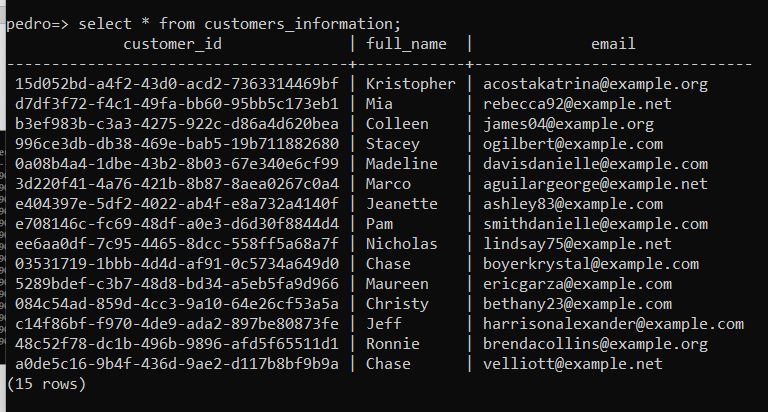 pedro=> select * from customers_information;
customer_id | full_name | email
--------------------------------------+------------+------------------------------
15d052bd-a4f2-43d0-acd2-7363314469bf | Kristopher | acostakatrina@example.org
d7df3f72-f4c1-49fa-bb60-95bb5c173eb1 | Mia | rebecca92@example.net
b3ef983b-c3a3-4275-922c-d86a4d620bea | Colleen | james04@example.org
996ce3db-db38-469e-bab5-19b711882680 | Stacey | ogilbert@example.com
0a08b4a4-1dbe-43b2-8b03-67e340e6cf99 | Madeline | davisdanielle@example.com
3d220f41-4a76-421b-8b87-8aea0267c0a4 | Marco | aguilargeorge@example.net
e404397e-5df2-4022-ab4f-e8a732a4140f | Jeanette | ashley83@example.com
e708146c-fc69-48df-a0e3-d6d30f8844d4 | Pam | smithdanielle@example.com
ee6aa0df-7c95-4465-8dcc-558ff5a68a7f | Nicholas | lindsay75@example.net
03531719-1bbb-4d4d-af91-0c5734a649d0 | Chase | boyerkrystal@example.com
5289bdef-c3b7-48d8-bd34-a5eb5fa9d966 | Maureen | ericgarza@example.com
084c54ad-859d-4cc3-9a10-64e26cf53a5a | Christy | bethany23@example.com
c14f86bf-f970-4de9-ada2-897be80873fe | Jeff | harrisonalexander@example.com
48c52f78-dc1b-496b-9896-afd5f65511d1 | Ronnie | brendacollins@example.org
a0de5c16-9b4f-436d-9ae2-d117b8bf9b9a | Chase | velliott@example.net
(15 rows)